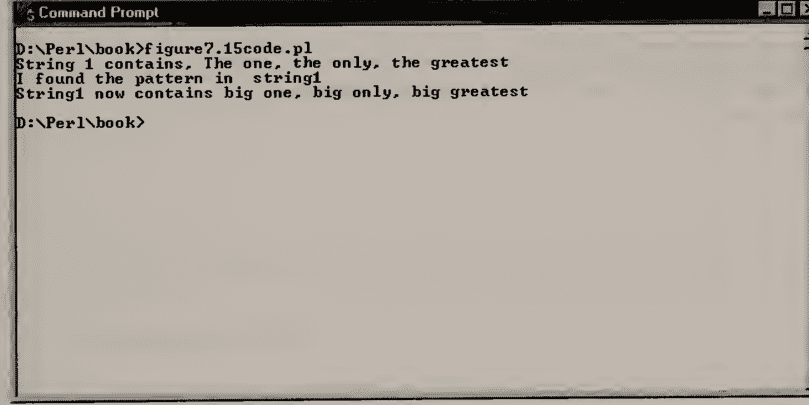 Command Prompt
D:\Perl\book>figure7.15code.pl
String 1 contains, The one, the only, the greatest
I found the pattern in  string1
String1 now contains big one, big only, big greatest
D:\Perl\book>